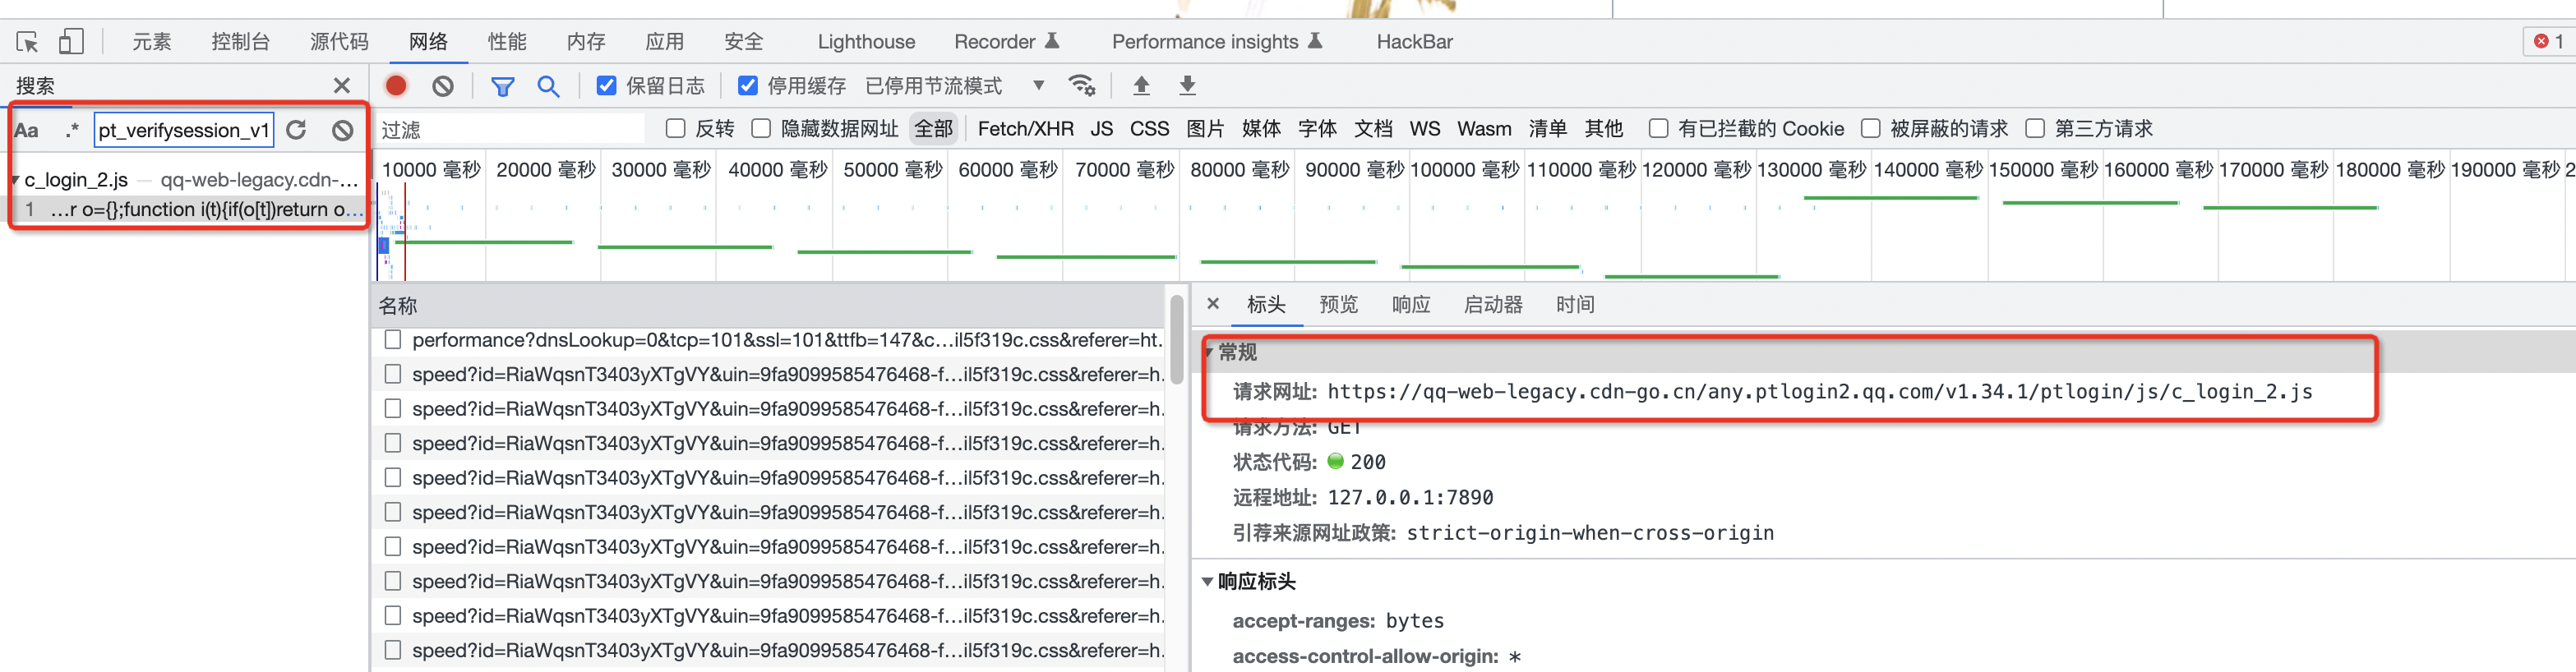 元素 控制台 源代码 网络 性能 内存 应用 安全 Lighthouse Recorder Performance insights HackBar 1
搜索
保留日志 停用缓存 已停用节流模式
Aa .* pt_verifysession_v1
过滤 反转 隐藏数据网址 全部 Fetch/XHR JS CSS 图片 媒体 字体 文档 WS Wasm 清单 其他 有已拦截的 Cookie 被屏蔽的请求 第三方请求
c_login_2.js — qq-web-legacy.cdn-...
1 ...r o={};function i(t){if(o[t])return o...
10000 毫秒 20000 毫秒 30000 毫秒 40000 毫秒 50000 毫秒 60000 毫秒 70000 毫秒 80000 毫秒 90000 毫秒 100000 毫秒 110000 毫秒 120000 毫秒 130000 毫秒 140000 毫秒 150000 毫秒 160000 毫秒 170000 毫秒 180000 毫秒 190000 毫秒 2
名称
performance?dnsLookup=0&tcp=101&ssl=101&ttfb=147&c...il5f319c.css&referer=ht.
speed?id=RiaWqsnT3403yXTgVY&uin=9fa9099585476468-f...il5f319c.css&referer=h.
speed?id=RiaWqsnT3403yXTgVY&uin=9fa9099585476468-f...il5f319c.css&referer=h.
speed?id=RiaWqsnT3403yXTgVY&uin=9fa9099585476468-f...il5f319c.css&referer=h.
speed?id=RiaWqsnT3403yXTgVY&uin=9fa9099585476468-f...il5f319c.css&referer=h.
speed?id=RiaWqsnT3403yXTgVY&uin=9fa9099585476468-f...il5f319c.css&referer=h.
speed?id=RiaWqsnT3403yXTgVY&uin=9fa9099585476468-f...il5f319c.css&referer=h.
speed?id=RiaWqsnT3403yXTgVY&uin=9fa9099585476468-f...il5f319c.css&referer=h.
speed?id=RiaWqsnT3403yXTgVY&uin=9fa9099585476468-f...il5f319c.css&referer=h.
speed?id=RiaWqsnT3403yXTgVY&uin=9fa9099585476468-f...il5f319c.css&referer=h.
标头 预览 响应 启动器 时间
常规
请求网址: https://qq-web-legacy.cdn-go.cn/any.ptlogin2.qq.com/v1.34.1/ptlogin/js/c_login_2.js
请求方法: GET
状态代码: 200
远程地址: 127.0.0.1:7890
引荐来源网址政策: strict-origin-when-cross-origin
响应标头
accept-ranges: bytes
access-control-allow-origin: *